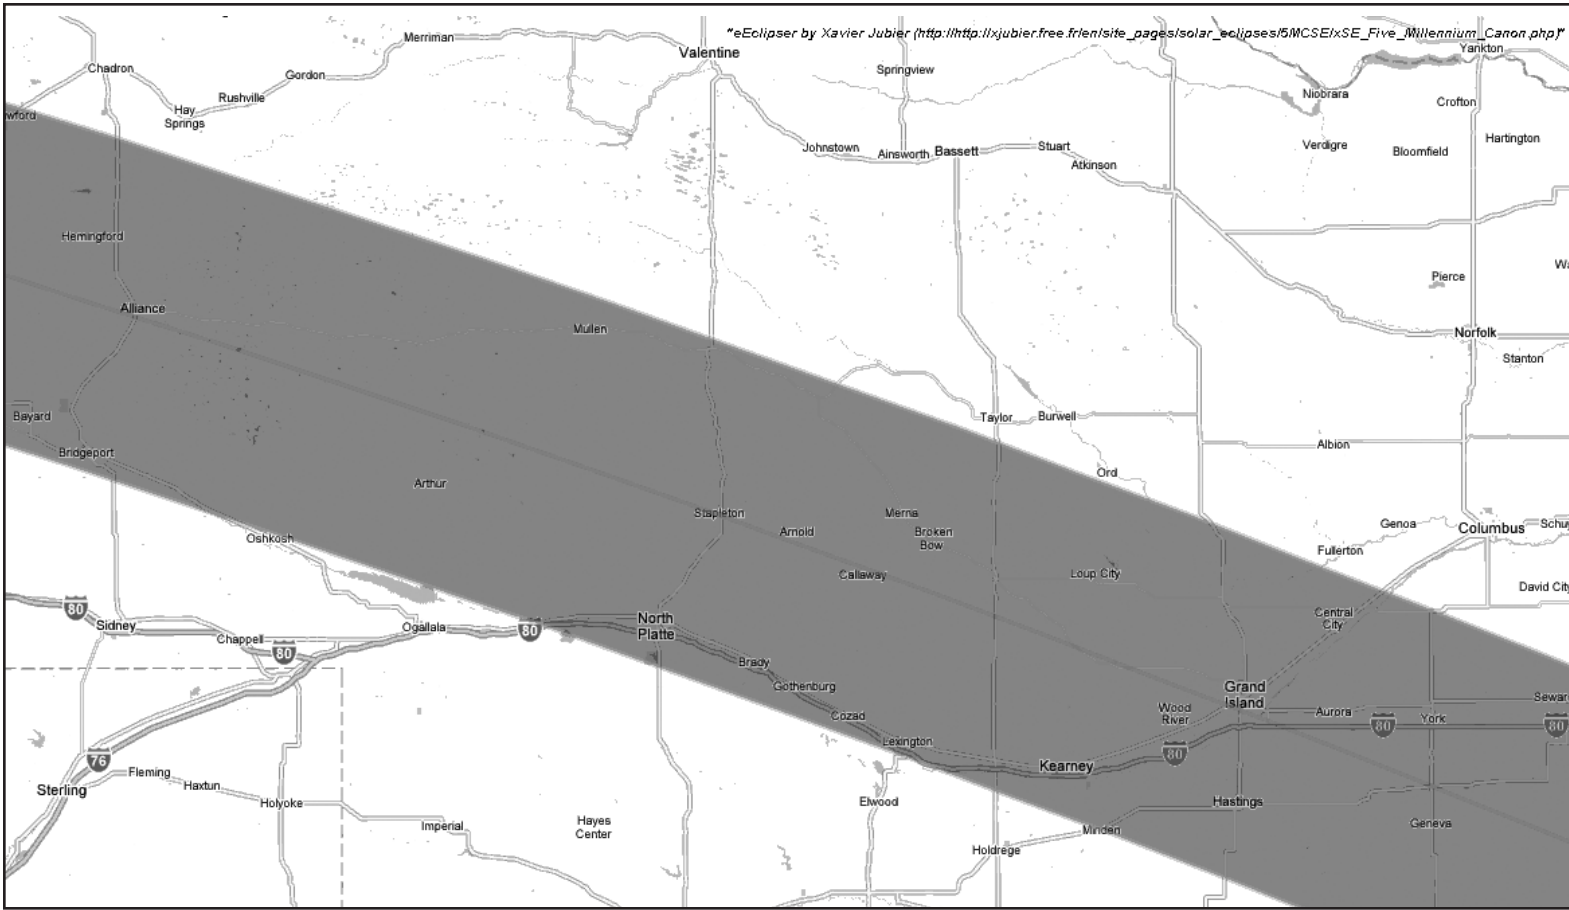 "eEclipser by Xavier Jubier (http://http://xjubier.free.fr/en/site_pages/solar_eclipses/5MCSE/xSE_Five_Millennium_Canon.php)"
Merriman
Valentine
Yankton
Chadron
Gordon
Springview
Rushville
Niobrara
Crofton
wford
Hay
Springs
Hartington
Johnstown
Ainsworth
Bassett
Stuart
Verdigre
Bloomfield
Atkinson
Hemingford
Pierce
Wa
Alliance
Mullen
Norfolk
Stanton
Bayard
Taylor
Burwell
Albion
Bridgeport
Ord
Arthur
Stapleton
Merna
Arnold
Broken
Bow
Genoa
Columbus
Schuy
Oshkosh
Fullerton
Callaway
Loup City
David City
80
Sidney
Chappell
80
Ogallala
80
North
Platte
Central
City
Brady
Gothenburg
Grand
Island
Sewar
Cozad
Wood
River
Aurora
York
80
80
Lexington
80
76
Kearney
Fleming
Sterling
Haxtun
Holyoke
Elwood
Hastings
Imperial
Hayes
Center
Minden
Geneva
Holdrege